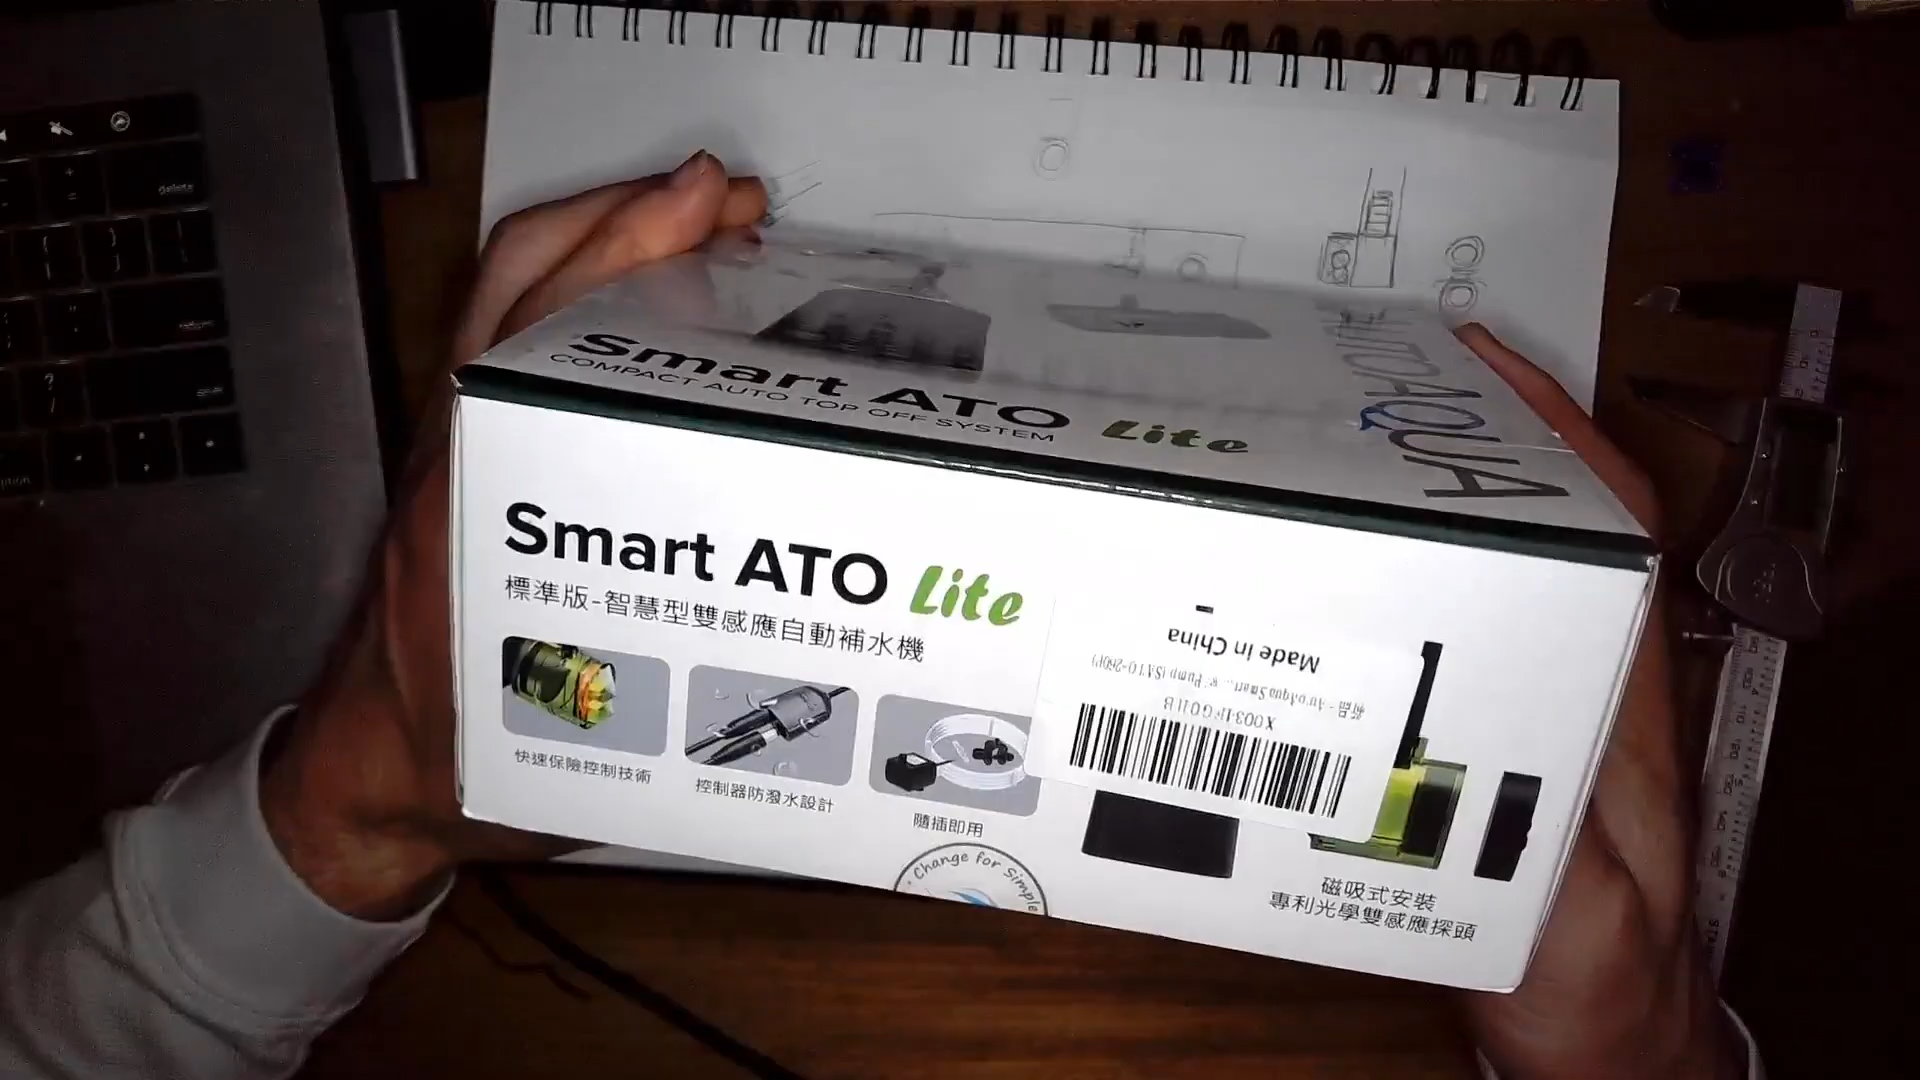 Smart ATO Lite
COMPACT AUTO TOP OFF SYSTEM
AUTOAQUA
Smart ATO Lite
標準版-智慧型雙感應自動補水機
快速保險控制技術
控制器防潑水設計
隨插即用
Change for Simple
磁吸式安裝
專利光學雙感應探頭
Made in China
delete